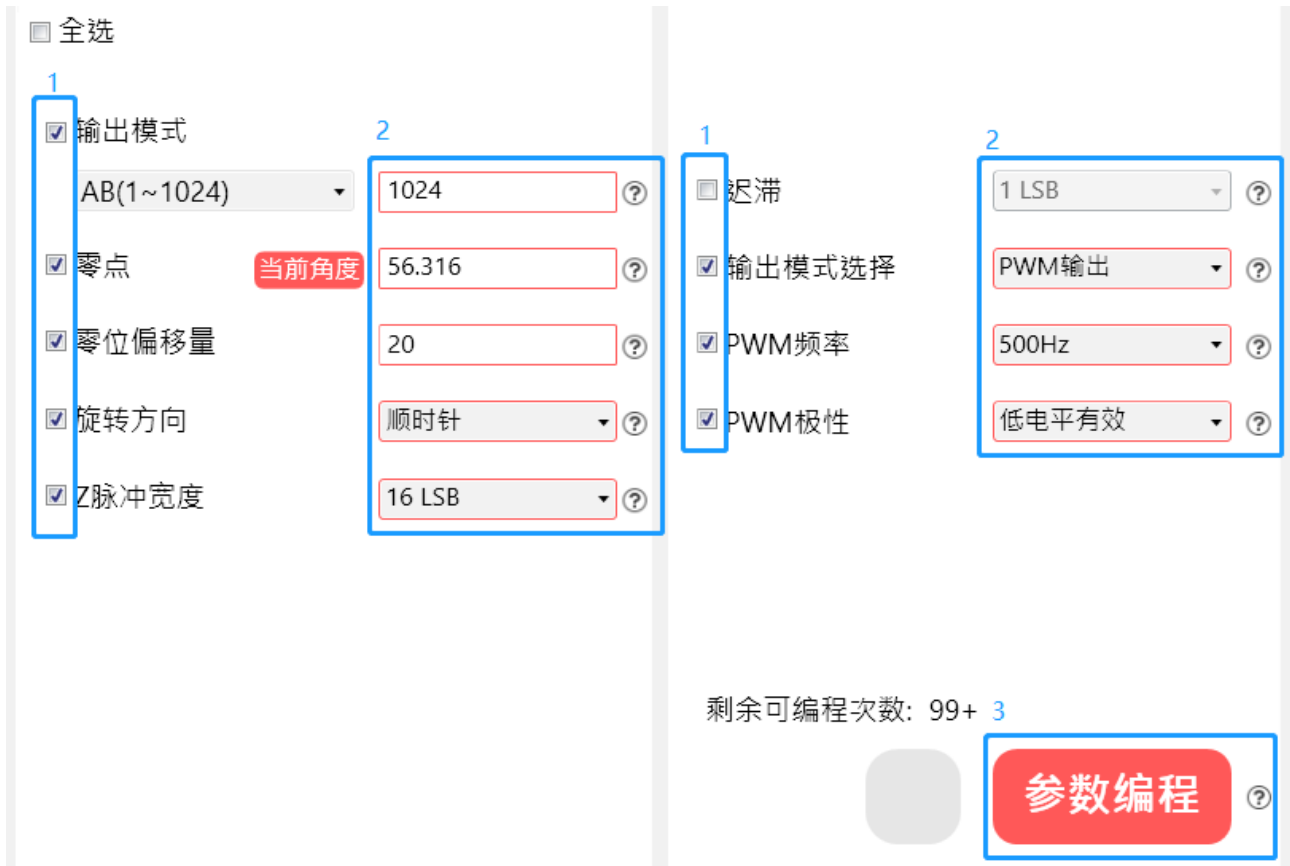 全选
1
输出模式
2
AB(1~1024)
1024
零点
当前角度
56.316
零位偏移量
20
旋转方向
顺时针
Z脉冲宽度
16 LSB
1
2
迟滞
1 LSB
输出模式选择
PWM输出
PWM频率
500Hz
PWM极性
低电平有效
剩余可编程次数: 99+
3
参数编程